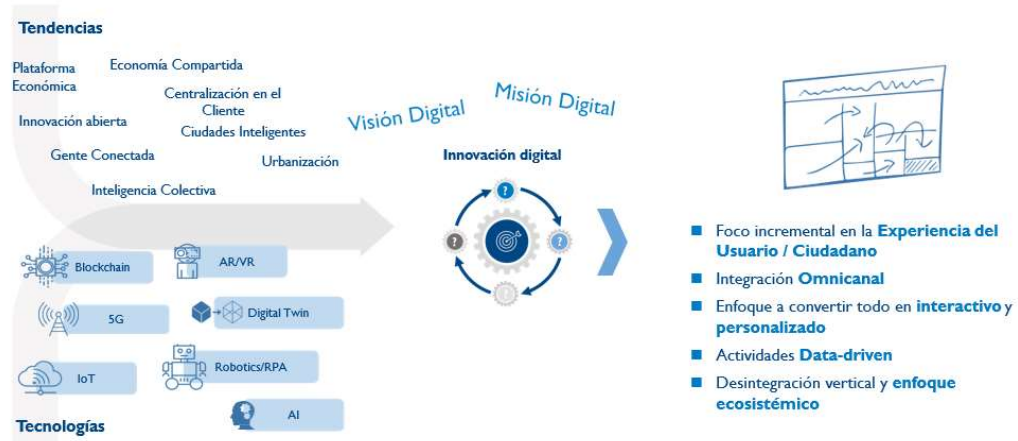 Tendencias
Plataforma
Económica
Economía Compartida
Centralización en el
Cliente
Innovación abierta
Ciudades Inteligentes
Gente Conectada
Urbanización
Inteligencia Colectiva
Visión Digital
Misión Digital
Innovación digital
?
?
?
Blockchain
AR/VR
5G
Digital Twin
IoT
Robotics/RPA
AI
Tecnologías
Foco incremental en la Experiencia del
Usuario / Ciudadano
Integración Omnicanal
Enfoque a convertir todo en interactivo y
personalizado
Actividades Data-driven
Desintegración vertical y enfoque
ecosistémico